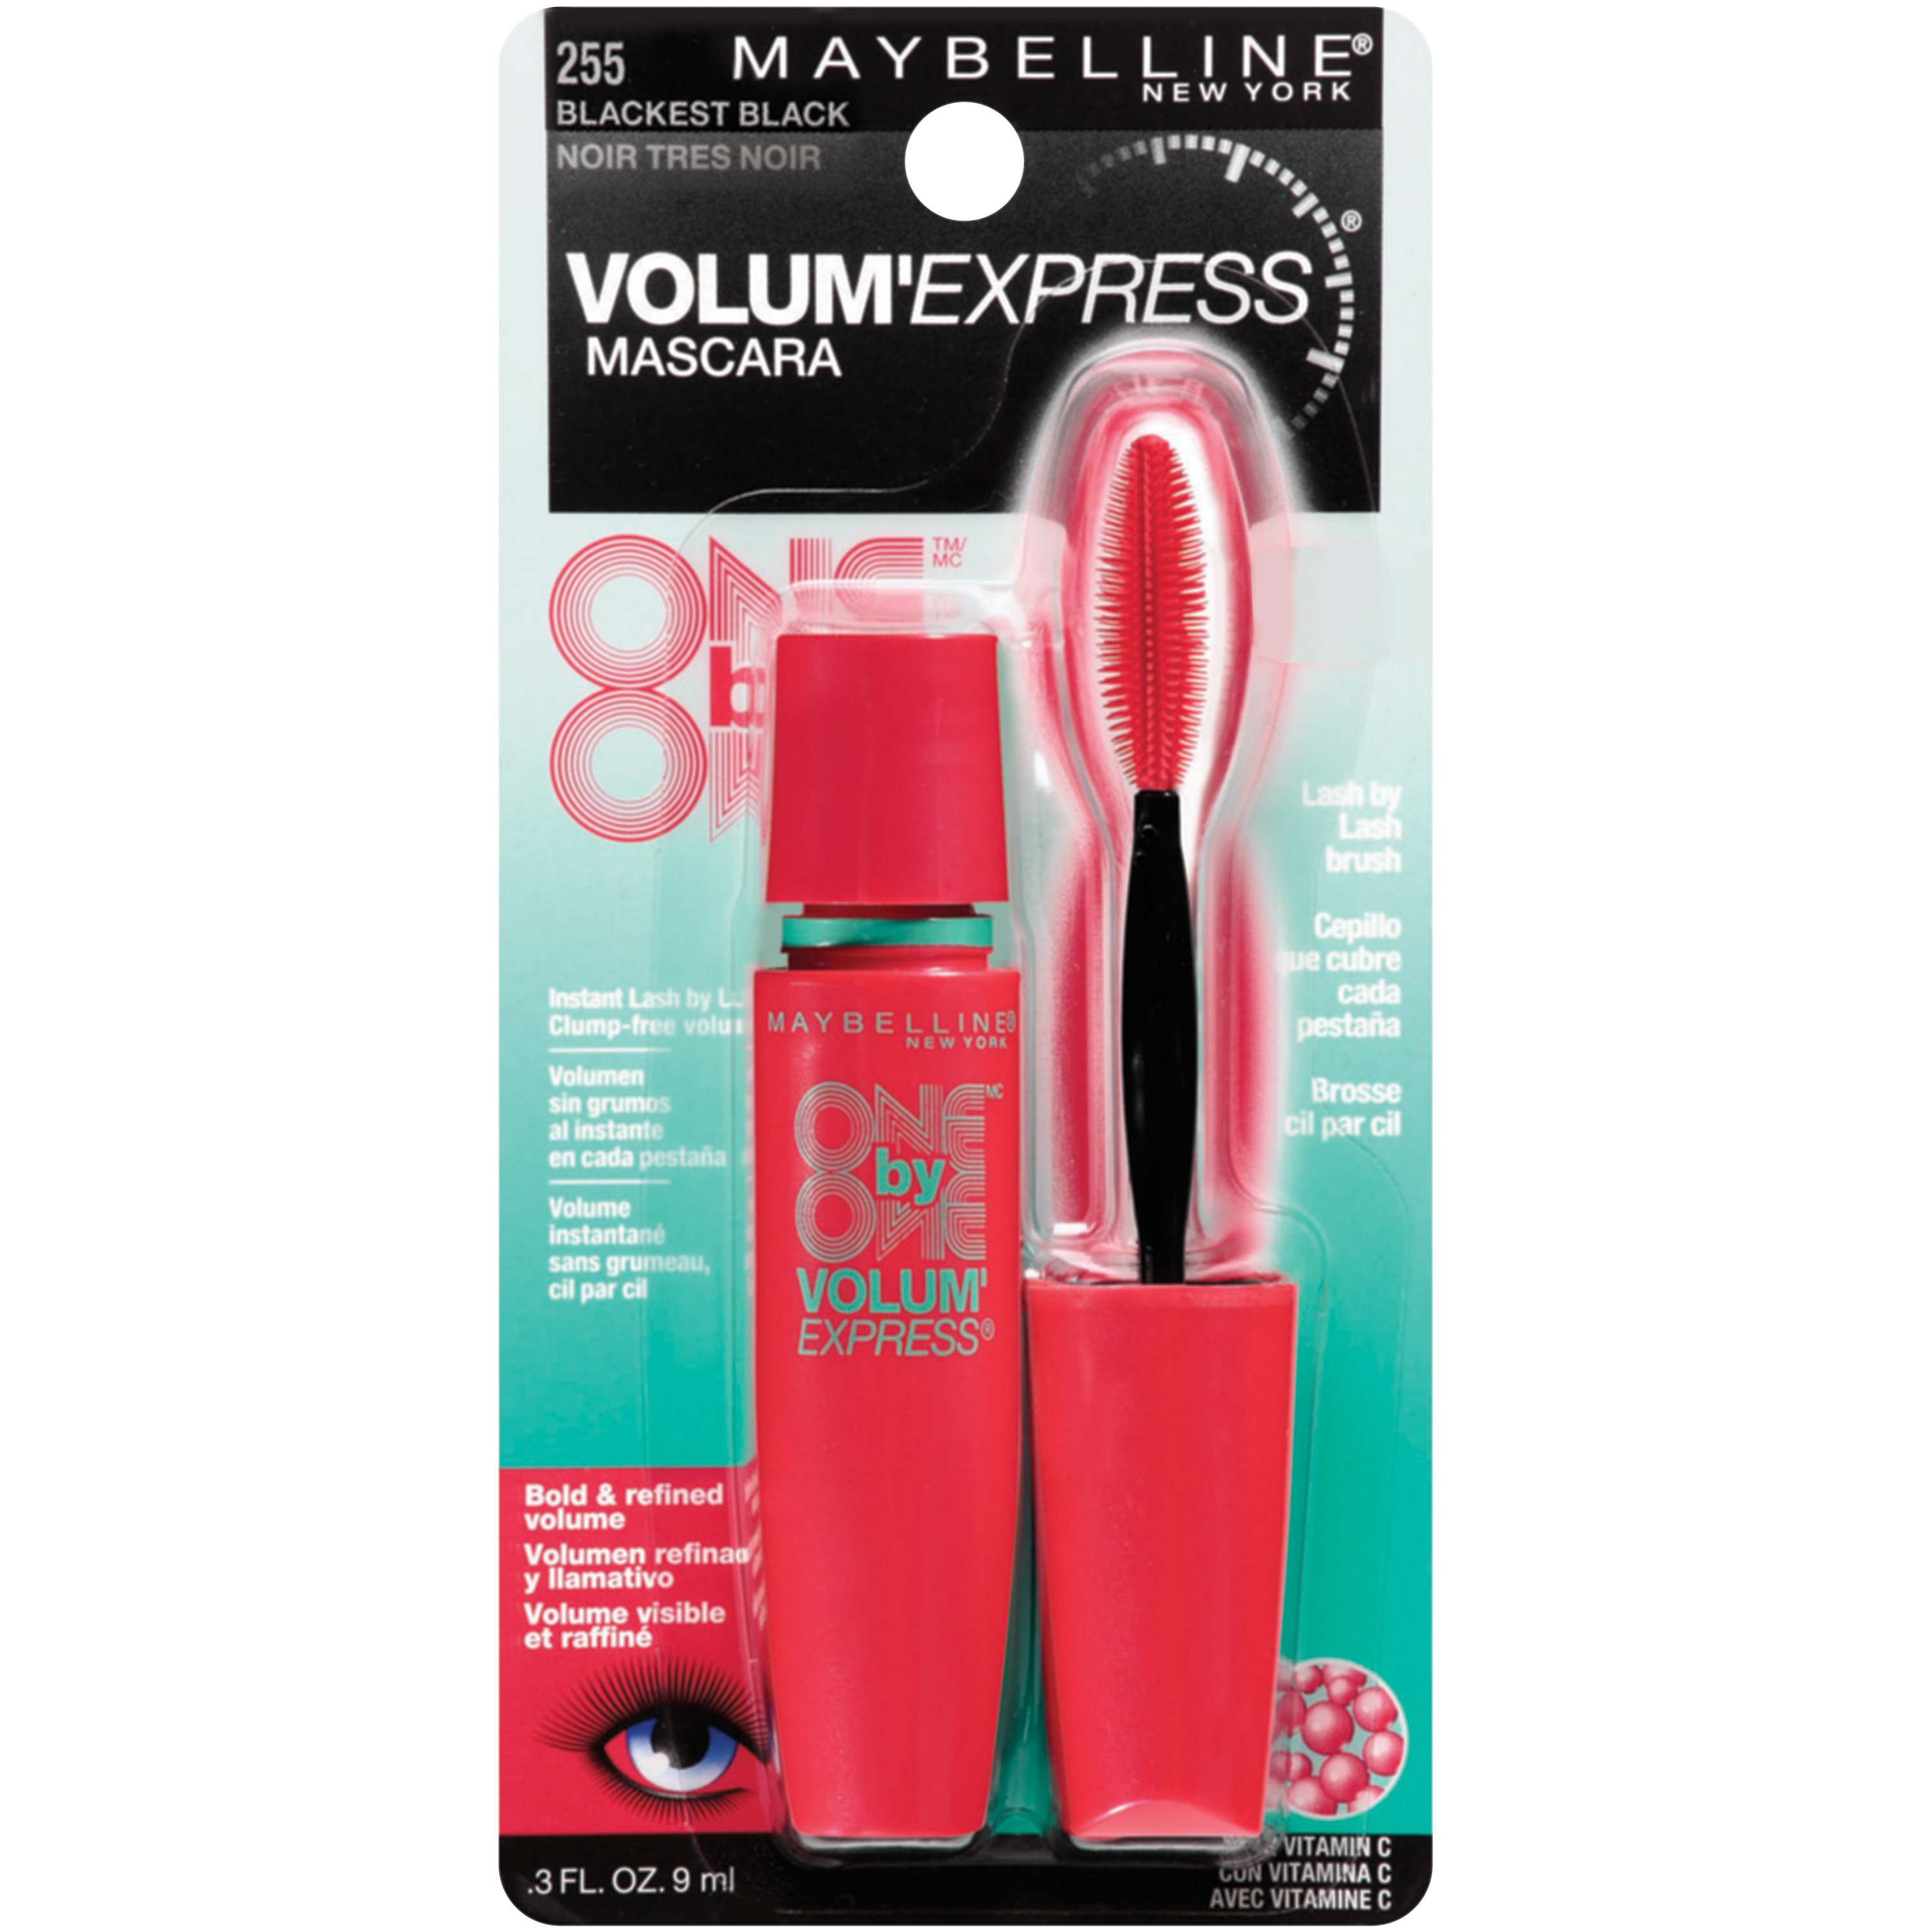 255
BLACKEST BLACK
NOIR TRES NOIR
MAYBELLINE®
NEW YORK
VOLUM'EXPRESS®
MASCARA
ONE TM/
MC
Lash by
Lash
brush
Cepillo
cubre
cada
pestaña
Brosse
cil par cil
Instant Lash by
Clump-free
Volumen
sin grumos
al instante
en cada pestaña
Volume
instantané
sans grumeau,
cil par cil
MAYBELLINE®
NEW YORK
ONE MC
by
ONE
VOLUM'
EXPRESS®
Bold & refined
volume
Volumen
y llamativo
Volume visible
et raffiné
.3 FL. OZ. 9 ml
VITAMIN C
CON VITAMINA C
AVEC VITAMINE C